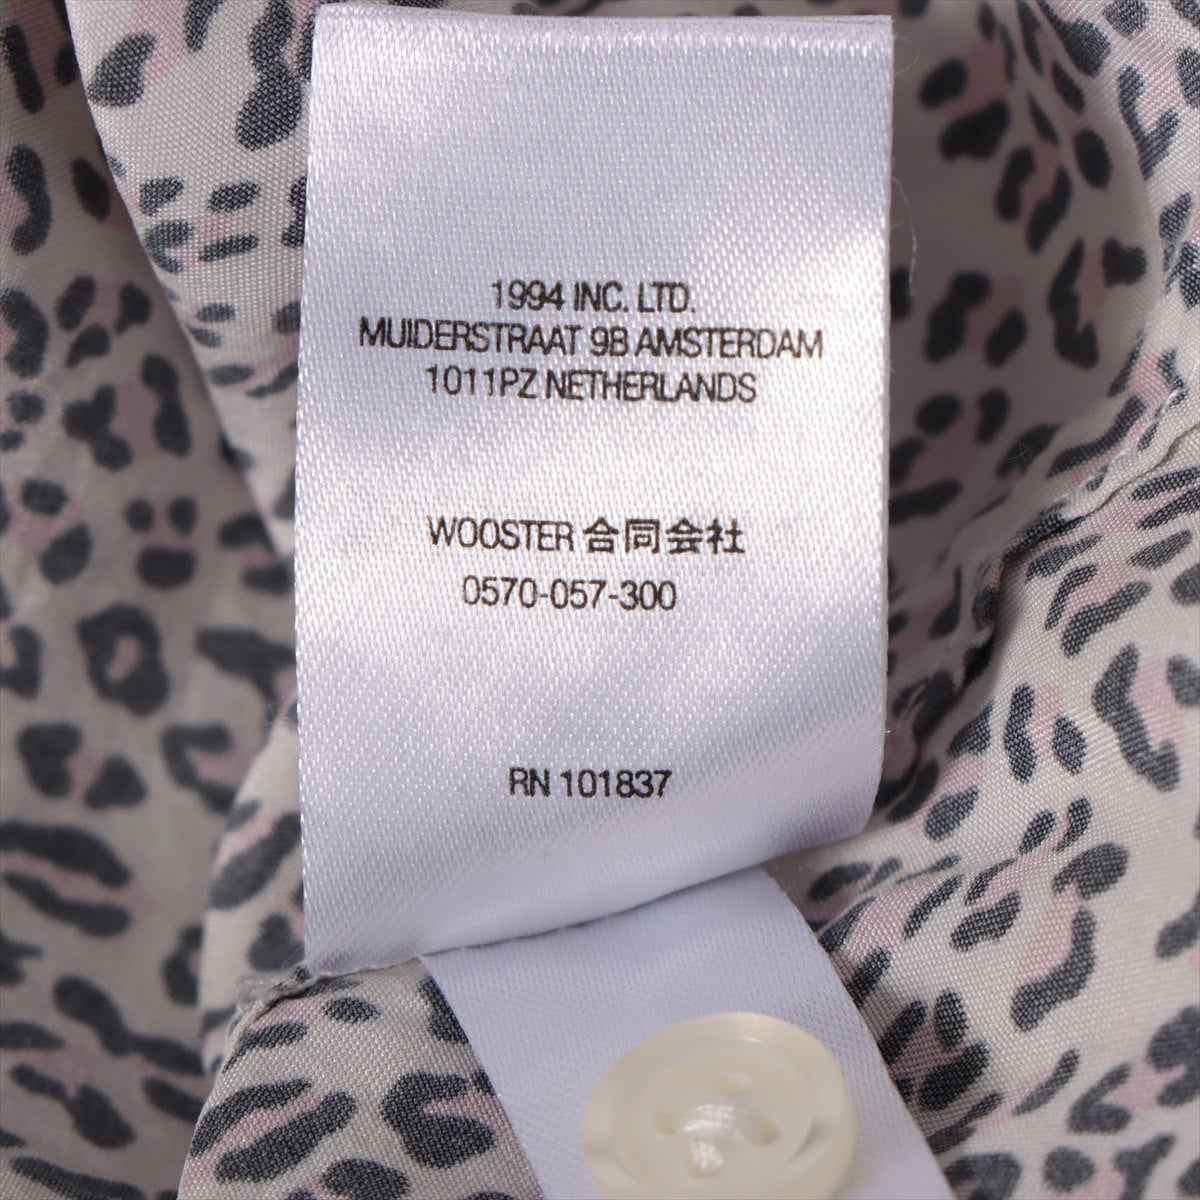 1994 INC. LTD.
MUIDERSTRAAT 9B AMSTERDAM
1011PZ NETHERLANDS
WOOSTER 合同会社
0570-057-300
RN 101837